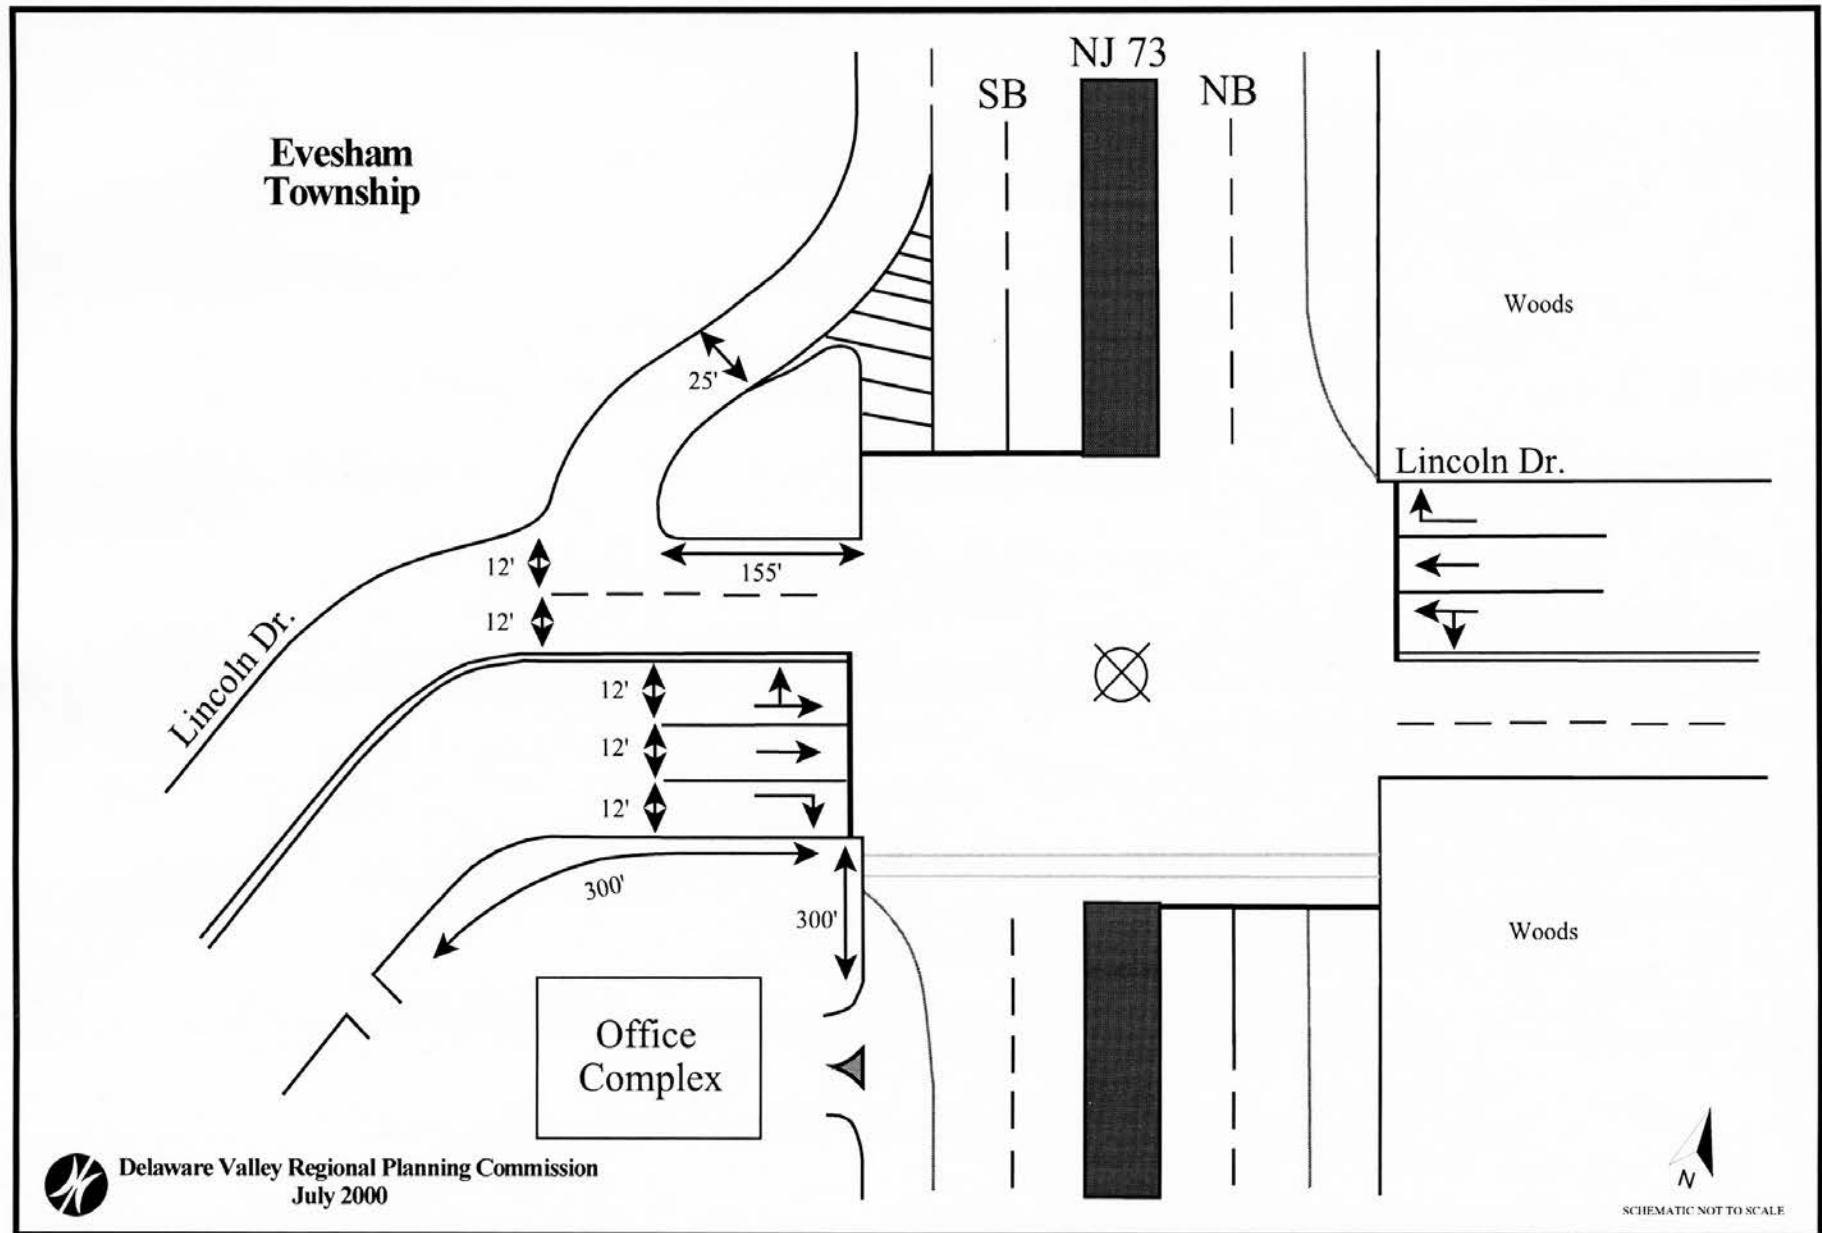 NJ 73
SB
NB
Evesham
Township
Woods
25'
Lincoln Dr.
12'
155'
12'
Lincoln Dr.
12'
12'
12'
300'
300'
Woods
Office
Complex
Delaware Valley Regional Planning Commission
July 2000
N
SCHEMATIC NOT TO SCALE